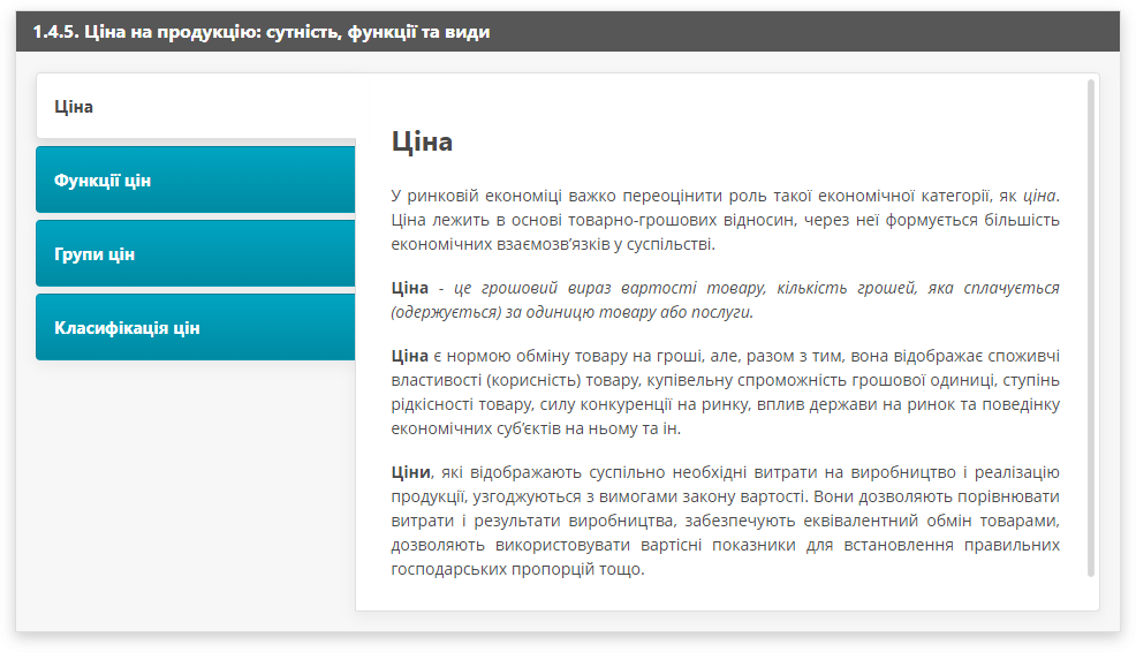 1.4.5. Ціна на продукцію: сутність, функції та види
Ціна
Функції цін
Групи цін
Класифікація цін
Ціна
У ринковій економіці важко переоцінити роль такої економічної категорії, як ціна.
Ціна лежить в основі товарно-грошових відносин, через неї формується більшість
економічних взаємозв’язків у суспільстві.
Ціна - це грошовий вираз вартості товару, кількість грошей, яка сплачується
(одержується) за одиницю товару або послуги.
Ціна є нормою обміну товару на гроші, але, разом з тим, вона відображає споживчі
властивості (корисність) товару, купівельну спроможність грошової одиниці, ступінь
рідкісності товару, силу конкуренції на ринку, вплив держави на ринок та поведінку
економічних суб’єктів на ньому та ін.
Ціни, які відображають суспільно необхідні витрати на виробництво і реалізацію
продукції, узгоджуються з вимогами закону вартості. Вони дозволяють порівнювати
витрати і результати виробництва, забезпечують еквівалентний обмін товарами,
дозволяють використовувати вартісні показники для встановлення правильних
господарських пропорцій тощо.